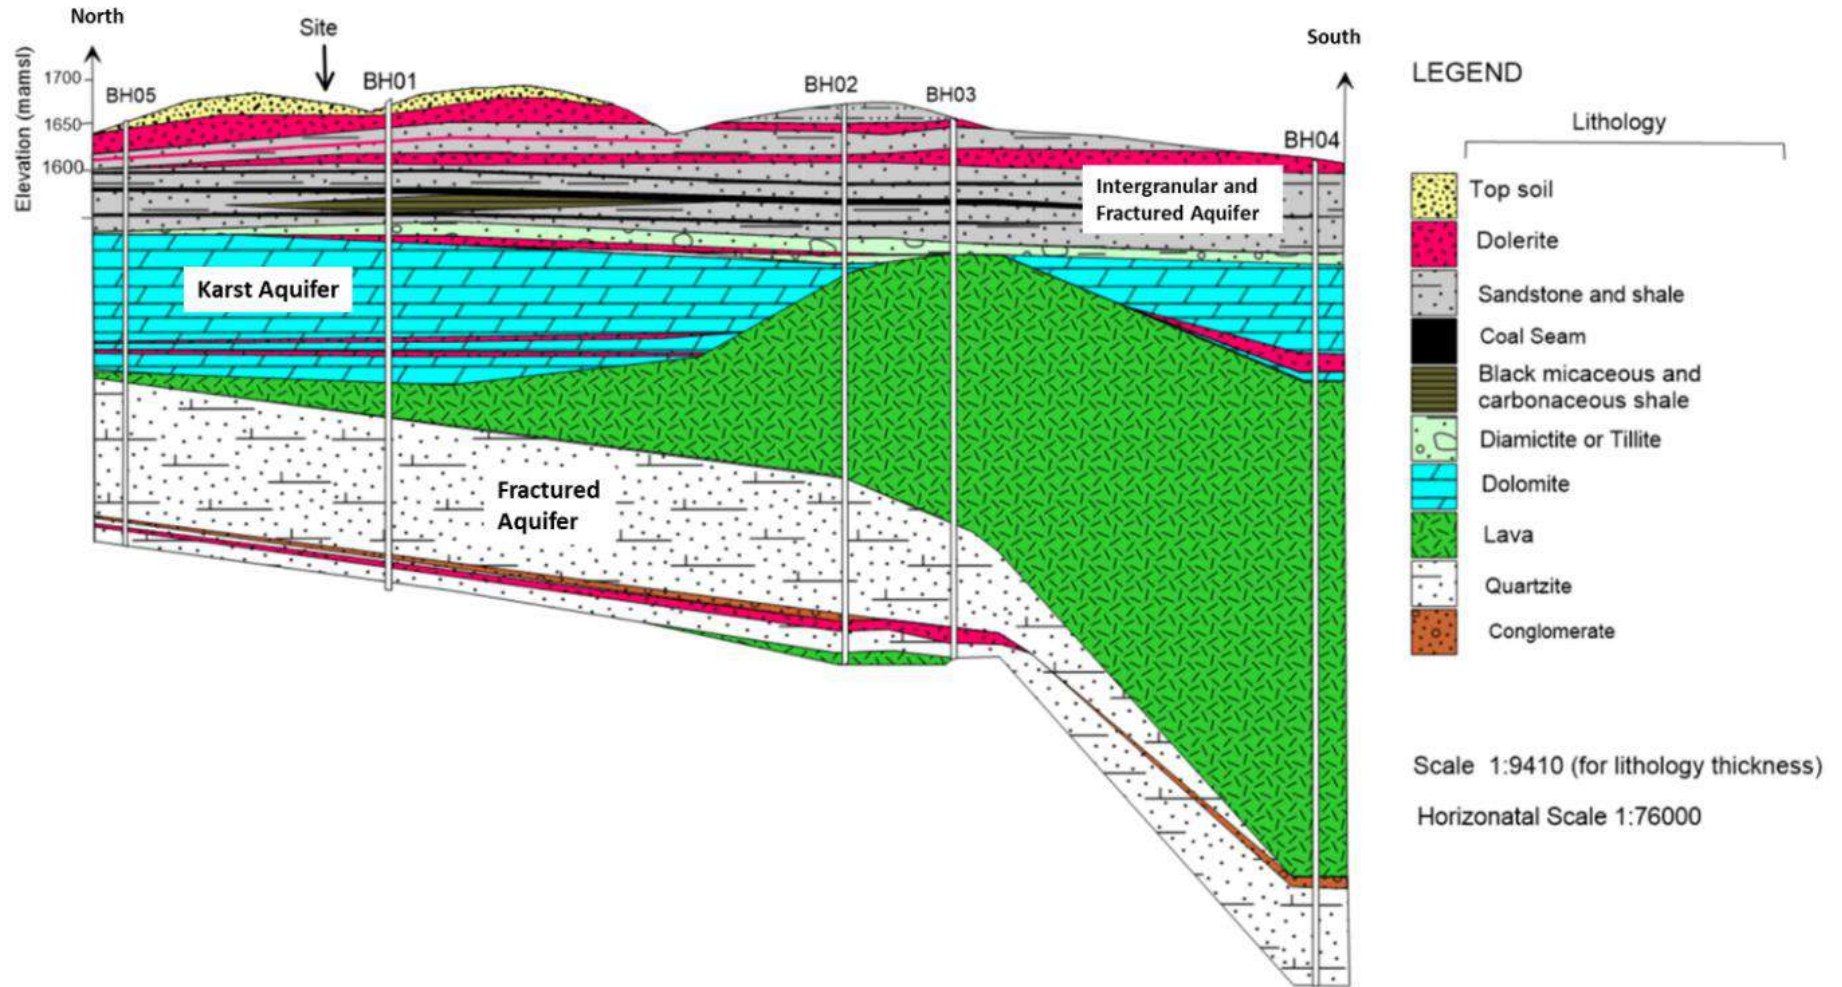 North
Site
South
Elevation (mamsl)
1700
1650
1600
BH05
BH01
BH02
BH03
BH04
Intergranular and
Fractured Aquifer
Karst Aquifer
Fractured
Aquifer
LEGEND
Lithology
Top soil
Dolerite
Sandstone and shale
Coal Seam
Black micaceous and
carbonaceous shale
Diamictite or Tillite
Dolomite
Lava
Quartzite
Conglomerate
Scale 1:9410 (for lithology thickness)
Horizonatal Scale 1:76000